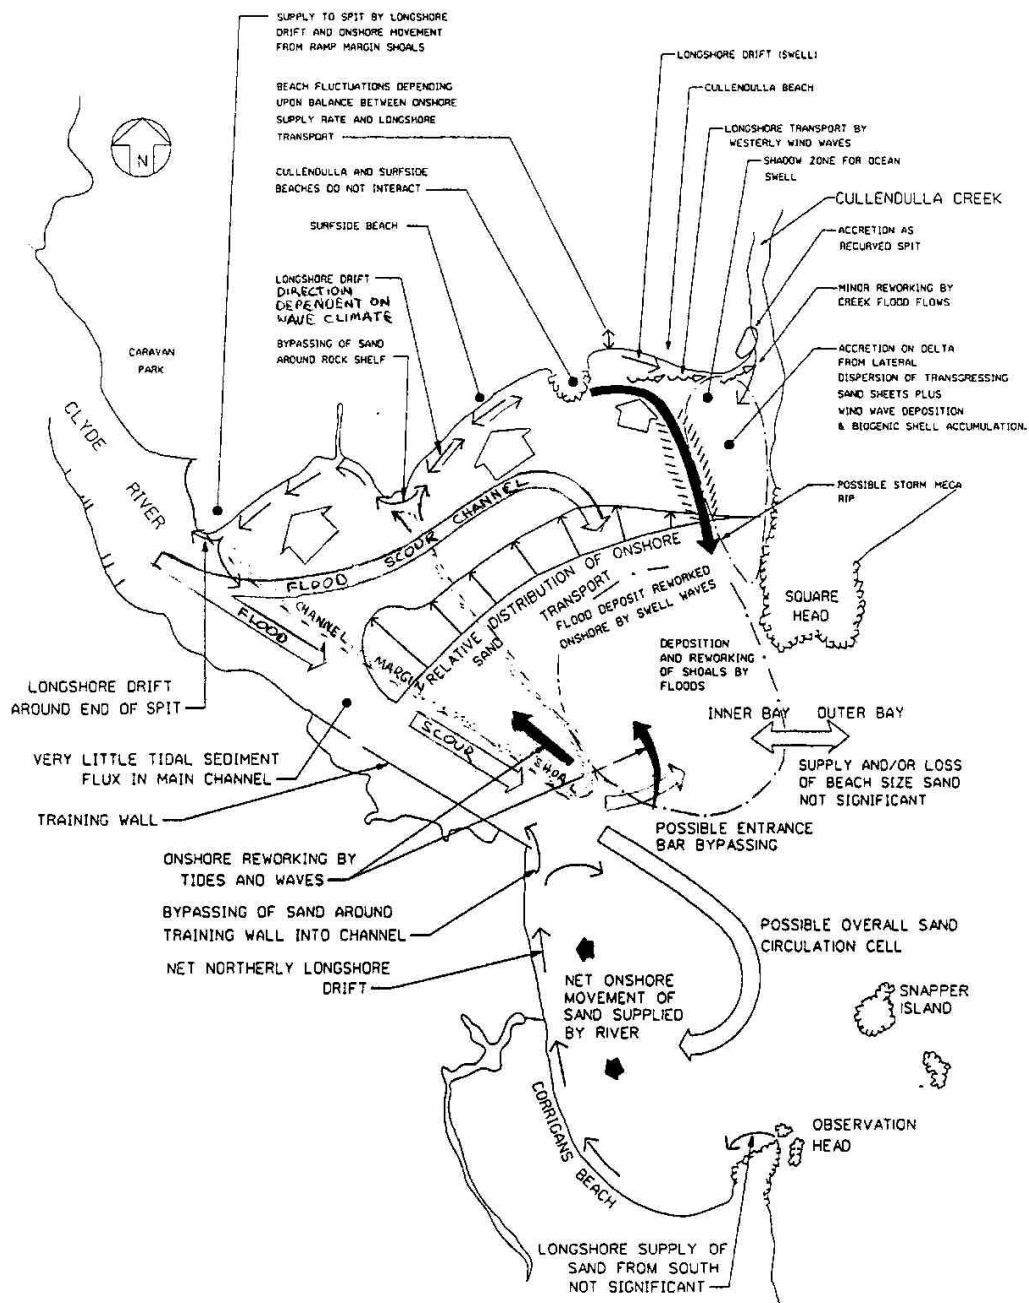 SUPPLY TO SPIT BY LONGSHORE
DRIFT AND ONSHORE MOVEMENT
FROM RAMP MARGIN SHOALS
BEACH FLUCTUATIONS DEPENDING
UPON BALANCE BETWEEN ONSHORE
SUPPLY RATE AND LONGSHORE
TRANSPORT
CULLENDULLA AND SURFSIDE
BEACHES DO NOT INTERACT
SURFSIDE BEACH
LONGSHORE DRIFT
DIRECTION
DEPENDENT ON
WAVE CLIMATE
BYPASSING OF SAND
AROUND ROCK SHELF
LONGSHORE DRIFT (SWELL)
CULLENDULLA BEACH
LONGSHORE TRANSPORT BY
WESTERLY WIND WAVES
SHADOW ZONE FOR OCEAN
SWELL
CULLENDULLA CREEK
ACCRETION AS
RECURVED SPIT
MINOR REWORKING BY
CREEK FLOOD FLOWS
ACCRETION ON DELTA
FROM LATERAL
DISPERSION OF TRANSGRESSING
SAND SHEETS PLUS
WIND WAVE DEPOSITION
& BIOGENIC SHELL ACCUMULATION.
POSSIBLE STORM MEGA
RIP
N
CARAVAN
PARK
CLYDE
RIVER
FLOOD SCOUR CHANNEL
FLOOD
SCOUR
CHANNEL
MARGIN
SHOAL
RELATIVE DISTRIBUTION OF ONSHORE
SAND TRANSPORT
FLOOD DEPOSIT REWORKED
ONSHORE BY SWELL WAVES
DEPOSITION
AND REWORKING
OF SHOALS BY
FLOODS
SQUARE
HEAD
LONGSHORE DRIFT
AROUND END OF SPIT
VERY LITTLE TIDAL SEDIMENT
FLUX IN MAIN CHANNEL
TRAINING WALL
INNER BAY OUTER BAY
SUPPLY AND/OR LOSS
OF BEACH SIZE SAND
NOT SIGNIFICANT
POSSIBLE ENTRANCE
BAR BYPASSING
ONSHORE REWORKING BY
TIDES AND WAVES
BYPASSING OF SAND AROUND
TRAINING WALL INTO CHANNEL
NET NORTHERLY LONGSHORE
DRIFT
POSSIBLE OVERALL SAND
CIRCULATION CELL
NET ONSHORE
MOVEMENT OF
SAND SUPPLIED
BY RIVER
SNAPPER
ISLAND
CORRIGANS BEACH
OBSERVATION
HEAD
LONGSHORE SUPPLY OF
SAND FROM SOUTH
NOT SIGNIFICANT